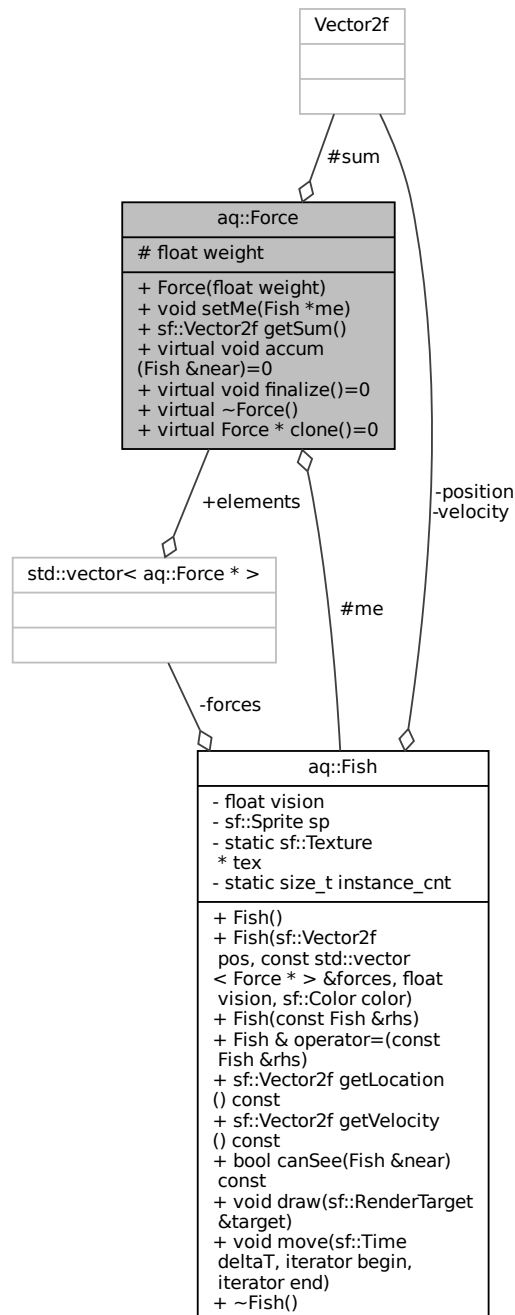 Vector2f
#sum
aq::Force
# float weight
+ Force(float weight)
+ void setMe(Fish *me)
+ sf::Vector2f getSum()
+ virtual void accum
(Fish &near)=0
+ virtual void finalize()=0
+ virtual ~Force()
+ virtual Force * clone()=0
+elements
-position
-velocity
std::vector< aq::Force * >
#me
-forces
aq::Fish
- float vision
- sf::Sprite sp
- static sf::Texture
* tex
- static size_t instance_cnt
+ Fish()
+ Fish(sf::Vector2f
pos, const std::vector
< Force * > &forces, float
vision, sf::Color color)
+ Fish(const Fish &rhs)
+ Fish & operator=(const
Fish &rhs)
+ sf::Vector2f getLocation
() const
+ sf::Vector2f getVelocity
() const
+ bool canSee(Fish &near)
const
+ void draw(sf::RenderTarget
&target)
+ void move(sf::Time
deltaT, iterator begin,
iterator end)
+ ~Fish()